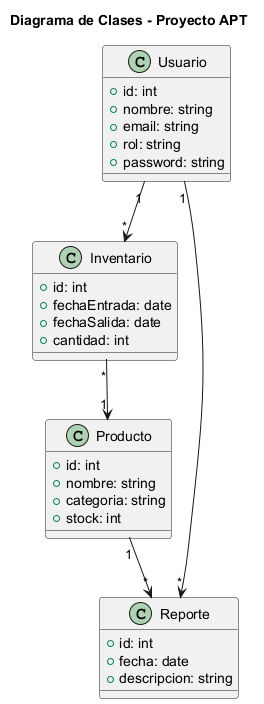 Diagrama de Clases - Proyecto APT
C Usuario
id: int
nombre: string
email: string
rol: string
password: string
1
1
*
C Inventario
id: int
fechaEntrada: date
fechaSalida: date
cantidad: int
*
1
C Producto
id: int
nombre: string
categoria: string
stock: int
1
*
*
C Reporte
id: int
fecha: date
descripcion: string